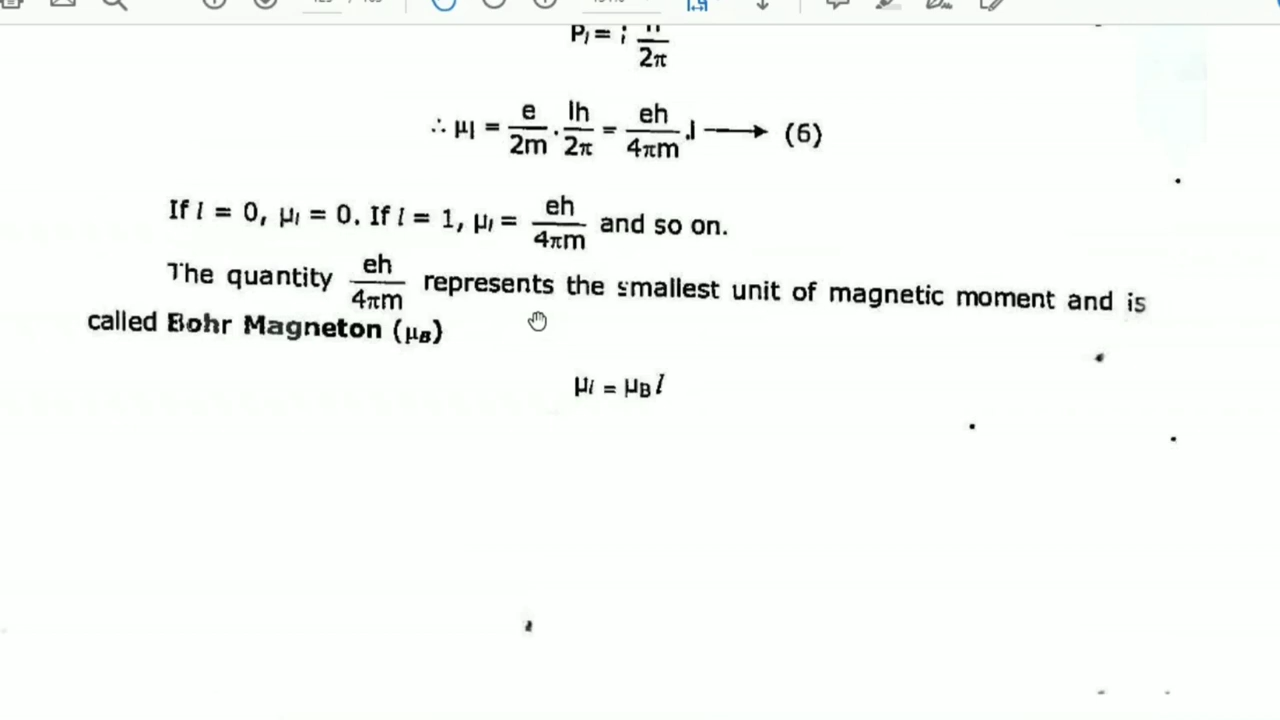 P𝑙 = 2π
∴ μl = e/2m . lh/2π = eh/4πm .l ⟶ (6)
If l = 0, μl = 0. If l = 1, μl = eh/4πm and so on.
The quantity eh/4πm represents the smallest unit of magnetic moment and is
called Bohr Magneton (μB)
μl = μB l